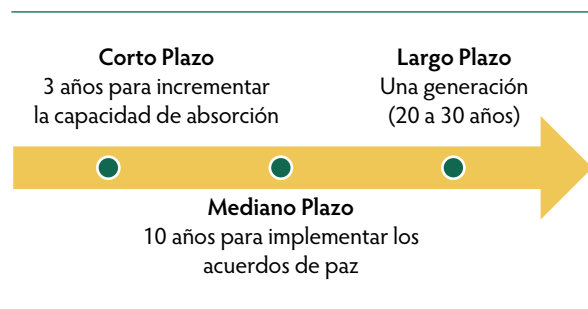 Corto Plazo
3 años para incrementar
la capacidad de absorción
Largo Plazo
Una generación
(20 a 30 años)
Mediano Plazo
10 años para implementar los
acuerdos de paz